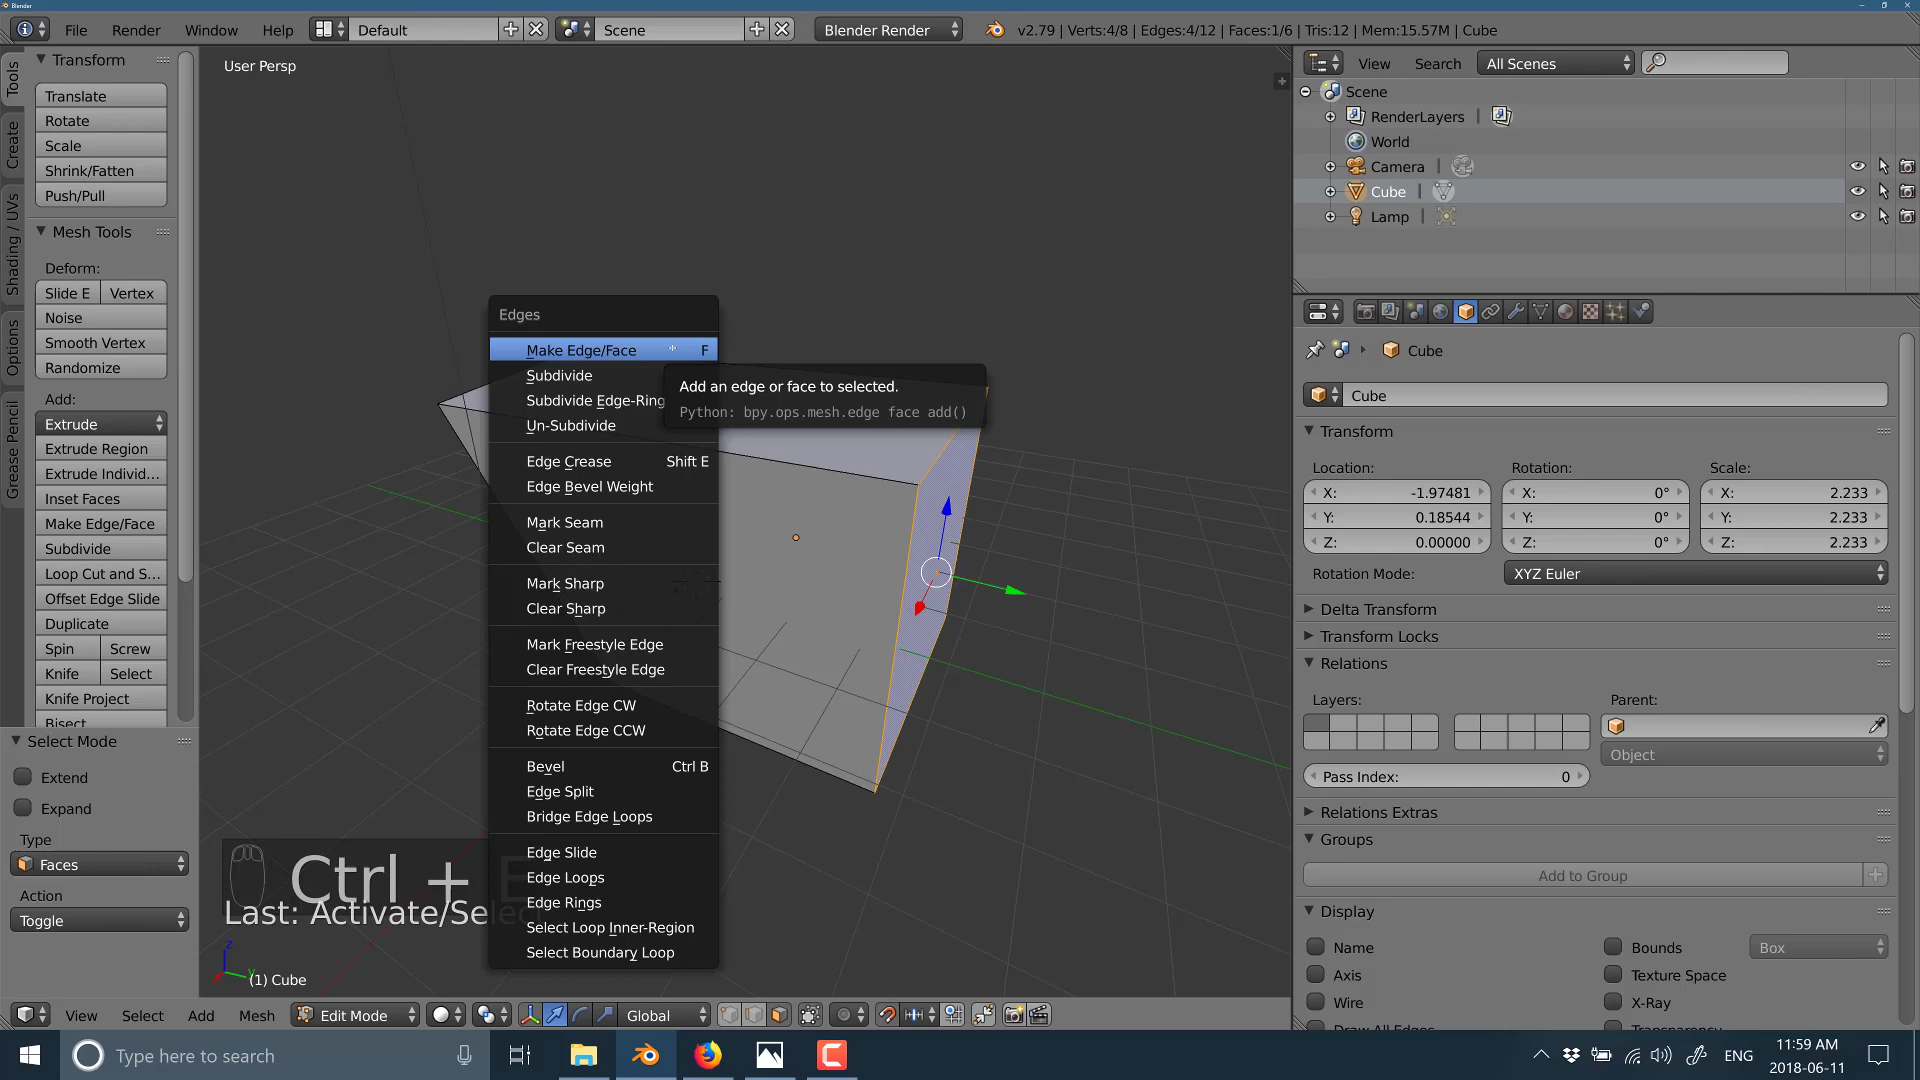 Blender
File Render Window Help Default Scene Blender Render v2.79 | Verts:4/8 | Edges:4/12 | Faces:1/6 | Tris:12 | Mem:15.57M | Cube
Tools
Create
Shading / UVs
Options
Grease Pencil
Transform
Translate
Rotate
Scale
Shrink/Fatten
Push/Pull
Mesh Tools
Deform:
Slide E Vertex
Noise
Smooth Vertex
Randomize
Add:
Extrude
Extrude Region
Extrude Individ...
Inset Faces
Make Edge/Face
Subdivide
Loop Cut and S...
Offset Edge Slide
Duplicate
Spin Screw
Knife Select
Knife Project
Bisect
Select Mode
Extend
Expand
Type
Faces
Action
Toggle
User Persp
Edges
Make Edge/Face F
Subdivide
Subdivide Edge-Ring
Un-Subdivide
Edge Crease Shift E
Edge Bevel Weight
Mark Seam
Clear Seam
Mark Sharp
Clear Sharp
Mark Freestyle Edge
Clear Freestyle Edge
Rotate Edge CW
Rotate Edge CCW
Bevel Ctrl B
Edge Split
Bridge Edge Loops
Edge Slide
Edge Loops
Edge Rings
Select Loop Inner-Region
Select Boundary Loop
Add an edge or face to selected.
Python: bpy.ops.mesh.edge face add()
Ctrl + E
Last: Activate/Select
z
x
y
(1) Cube
View Select Add Mesh Edit Mode Global
View Search All Scenes
Scene
RenderLayers |
World
Camera |
Cube |
Lamp |
Cube
Cube
Transform
Location: Rotation: Scale:
X: -1.97481 X: 0° X: 2.233
Y: 0.18544 Y: 0° Y: 2.233
Z: 0.00000 Z: 0° Z: 2.233
Rotation Mode: XYZ Euler
Delta Transform
Transform Locks
Relations
Layers: Parent:
Object
Pass Index: 0
Relations Extras
Groups
Add to Group
Display
Name Bounds Box
Axis Texture Space
Wire X-Ray
Draw All Edges Transparency
Type here to search
ENG
11:59 AM
2018-06-11